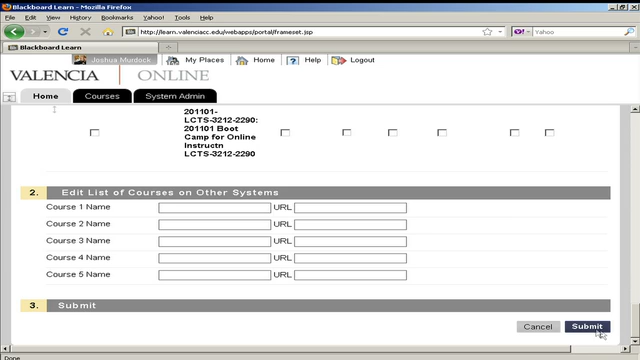 Blackboard Learn - Mozilla Firefox
File Edit View History Bookmarks Yahoo! Tools Help
http://learn.valenciacc.edu/webapps/portal/frameset.jsp
Yahoo
Blackboard Learn
Joshua Murdock My Places Home Help Logout
VALENCIA ONLINE
Home Courses System Admin
201101-
LCTS-3212-2290:
201101 Boot
Camp for Online
Instructn
LCTS-3212-2290
2. Edit List of Courses on Other Systems
Course 1 Name URL
Course 2 Name URL
Course 3 Name URL
Course 4 Name URL
Course 5 Name URL
3. Submit
Cancel Submit
Done